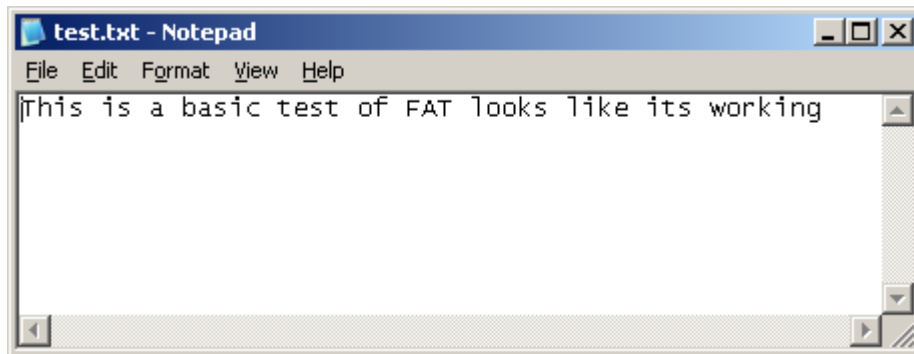 test.txt - Notepad
File Edit Format View Help
This is a basic test of FAT looks like its working